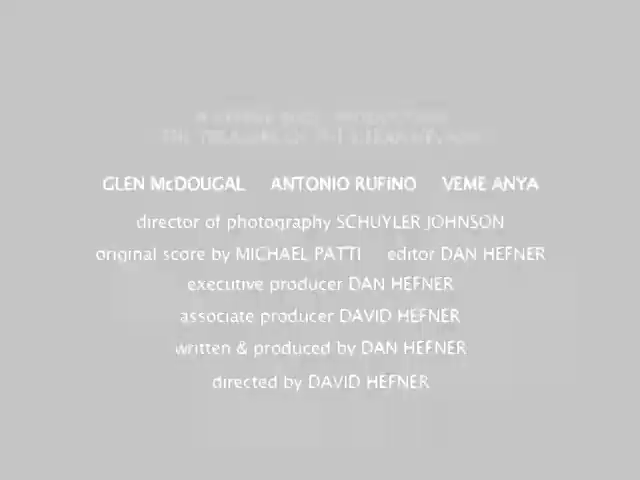 GLEN McDOUGAL ANTONIO RUFINO VEME ANYA
director of photography SCHUYLER JOHNSON
original score by MICHAEL PATTI editor DAN HEFNER
executive producer DAN HEFNER
associate producer DAVID HEFNER
written & produced by DAN HEFNER
directed by DAVID HEFNER